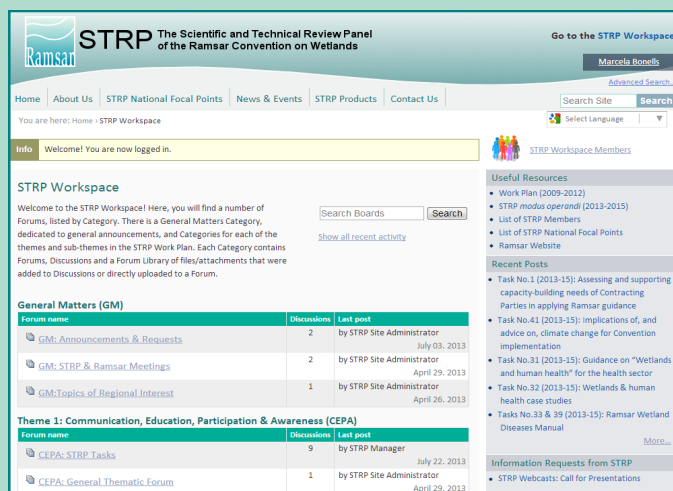 Ramsar
STRP
The Scientific and Technical Review Panel
of the Ramsar Convention on Wetlands
Go to the STRP Workspace
Marcela Bonells
Advanced Search...
Home
About Us
STRP National Focal Points
News & Events
STRP Products
Contact Us
Search Site
Search
You are here: Home › STRP Workspace
Select Language
Info
Welcome! You are now logged in.
STRP Workspace Members
STRP Workspace
Welcome to the STRP Workspace! Here, you will find a number of
Forums, listed by Category. There is a General Matters Category,
dedicated to general announcements, and Categories for each of the
themes and sub-themes in the STRP Work Plan. Each Category contains
Forums, Discussions and a Forum Library of files/attachments that were
added to Discussions or directly uploaded to a Forum.
Search Boards
Search
Show all recent activity
General Matters (GM)
Forum name Discussions Last post
GM: Announcements & Requests 2 by STRP Site Administrator
July 03. 2013
GM: STRP & Ramsar Meetings 2 by STRP Site Administrator
April 29. 2013
GM:Topics of Regional Interest 1 by STRP Site Administrator
April 26. 2013
Theme 1: Communication, Education, Participation & Awareness (CEPA)
Forum name Discussions Last post
CEPA: STRP Tasks 9 by STRP Manager
July 22. 2013
CEPA: General Thematic Forum 1 by STRP Site Administrator
April 29. 2013
Useful Resources
Work Plan (2009-2012)
STRP modus operandi (2013-2015)
List of STRP Members
List of STRP National Focal Points
Ramsar Website
Recent Posts
Task No.1 (2013-15): Assessing and supporting
capacity-building needs of Contracting
Parties in applying Ramsar guidance
Task No.41 (2013-15): Implications of, and
advice on, climate change for Convention
implementation
Task No.31 (2013-15): Guidance on "Wetlands
and human health" for the health sector
Task No.32 (2013-15): Wetlands & human
health case studies
Tasks No.33 & 39 (2013-15): Ramsar Wetland
Diseases Manual
More...
Information Requests from STRP
STRP Webcasts: Call for Presentations